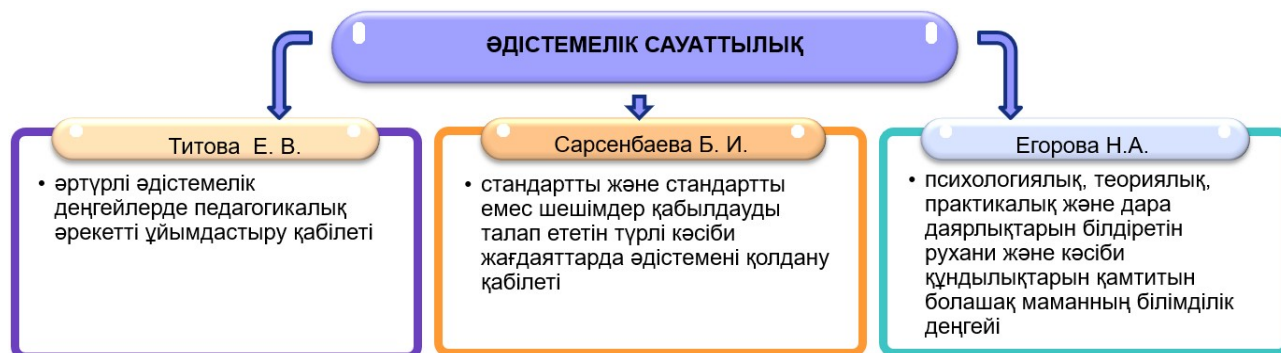 ӘДІСТЕМЕЛІК САУАТТЫЛЫҚ
Титова Е. В.
• әртүрлі әдістемелік
деңгейлерде педагогикалық
әрекетті ұйымдастыру қабілеті
Сарсенбаева Б. И.
• стандартты және стандартты
емес шешімдер қабылдауды
талап ететін түрлі кәсіби
жағдаяттарда әдістемені қолдану
қабілеті
Егорова Н.А.
• психологиялық, теориялық,
практикалық және дара
даярлықтарын білдіретін
рухани және кәсіби
құндылықтарын қамтитын
болашақ маманның білімділік
деңгейі